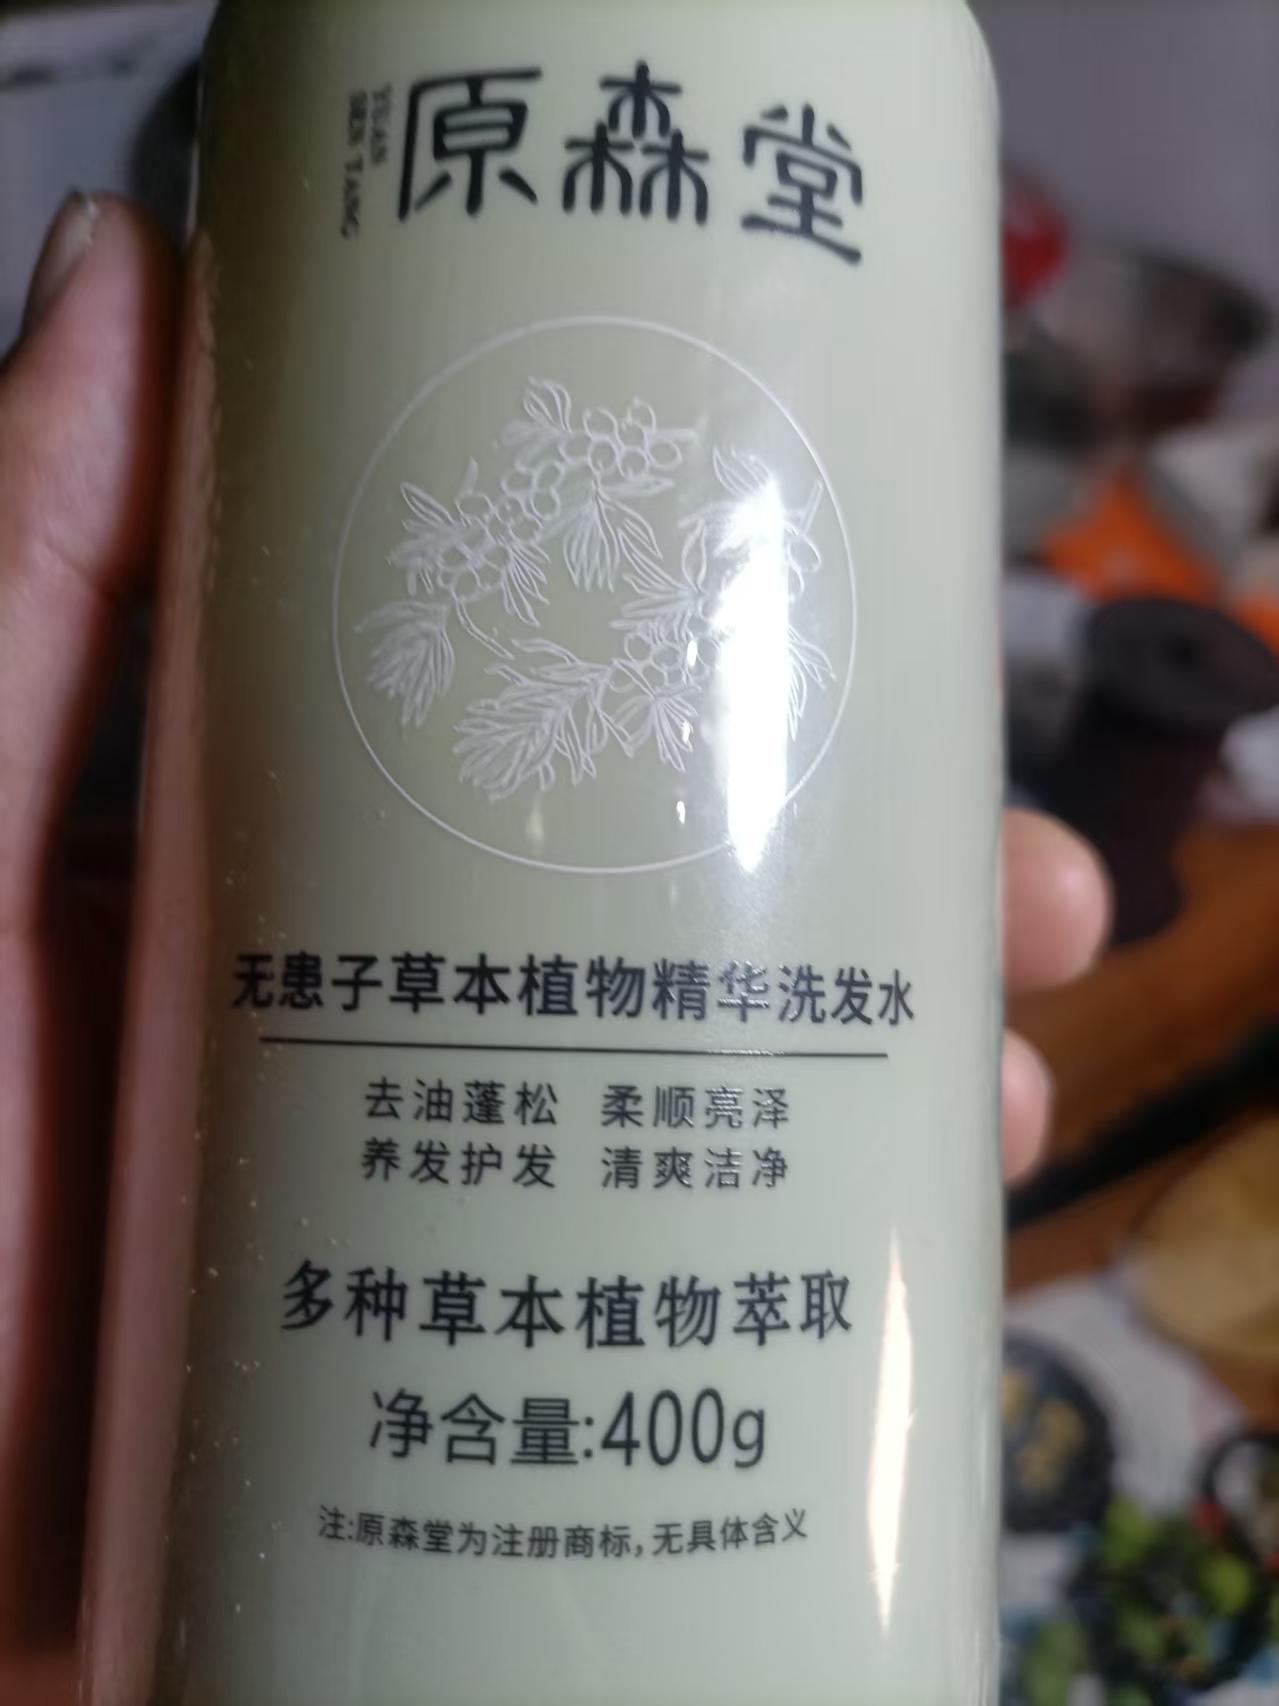 原森堂
YUAN
SEN TANG
无患子草本植物精华洗发水
去油蓬松 柔顺亮泽
养发护发 清爽洁净
多种草本植物萃取
净含量:400g
注:原森堂为注册商标,无具体含义